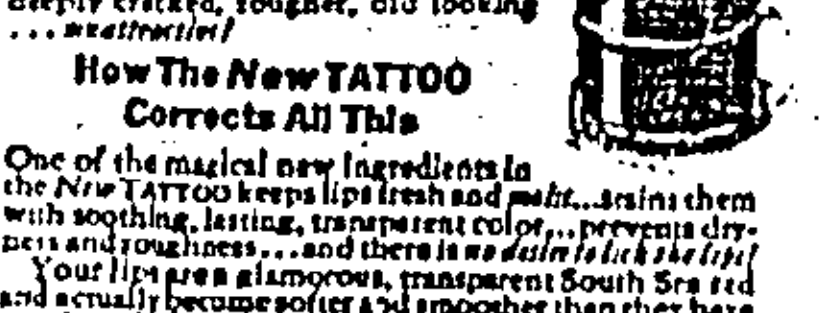 deeply cracked, rougher, old looking
... unattractive!
How The New TATTOO
Corrects All This
One of the magical new ingredients in
the New TATTOO keeps lips fresh and moist...stains them
with soothing, lasting, transparent color... prevents dry-
ness and roughness...and there is no desire to lick the lips!
Your lips are a glamorous, transparent South Sea red
and actually become softer and smoother than they have